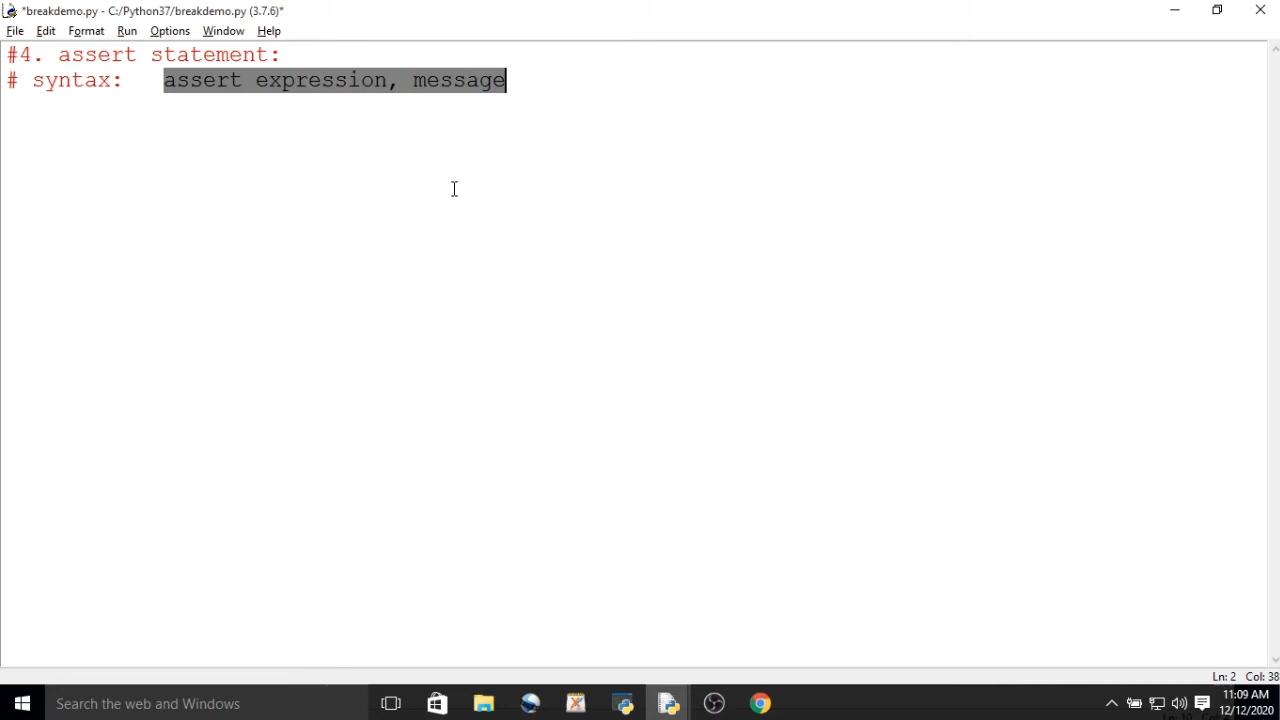 *breakdemo.py - C:/Python37/breakdemo.py (3.7.6)*
File Edit Format Run Options Window Help
#4. assert statement:
# syntax:   assert expression, message
Ln: 2 Col: 38
Search the web and Windows
11:09 AM
12/12/2020